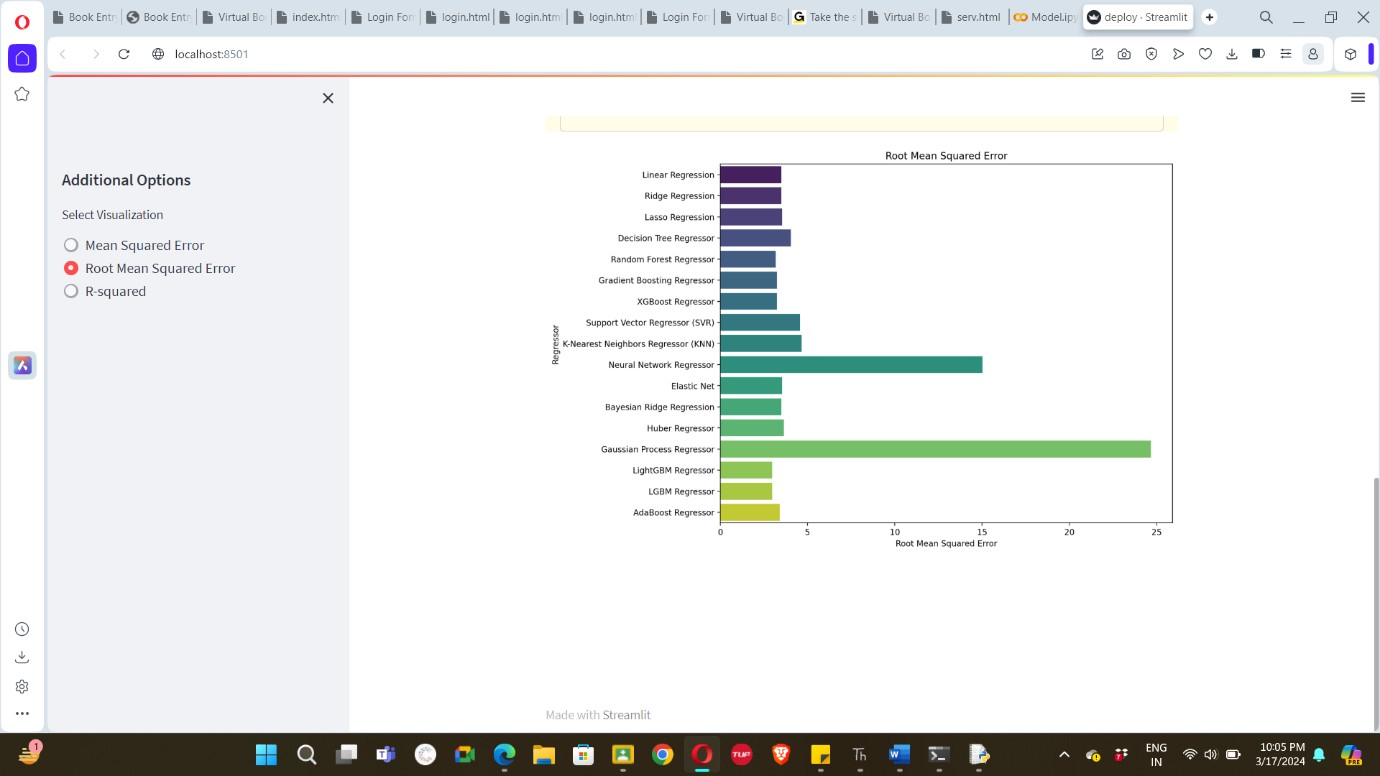 Book Entr
Book Entr
Virtual Bo
index.htm
Login For
login.html
login.htm
login.htm
Login For
Virtual Bo
Take the s
Virtual Bo
serv.html
Model.ipy
deploy · Streamlit
localhost:8501
Additional Options
Select Visualization
Mean Squared Error
Root Mean Squared Error
R-squared
Root Mean Squared Error
Linear Regression
Ridge Regression
Lasso Regression
Decision Tree Regressor
Random Forest Regressor
Gradient Boosting Regressor
XGBoost Regressor
Support Vector Regressor (SVR)
Regressor
K-Nearest Neighbors Regressor (KNN)
Neural Network Regressor
Elastic Net
Bayesian Ridge Regression
Huber Regressor
Gaussian Process Regressor
LightGBM Regressor
LGBM Regressor
AdaBoost Regressor
0 5 10 15 20 25
Root Mean Squared Error
Made with Streamlit
1
TUF
Th
ENG
IN
10:05 PM
3/17/2024
PRE